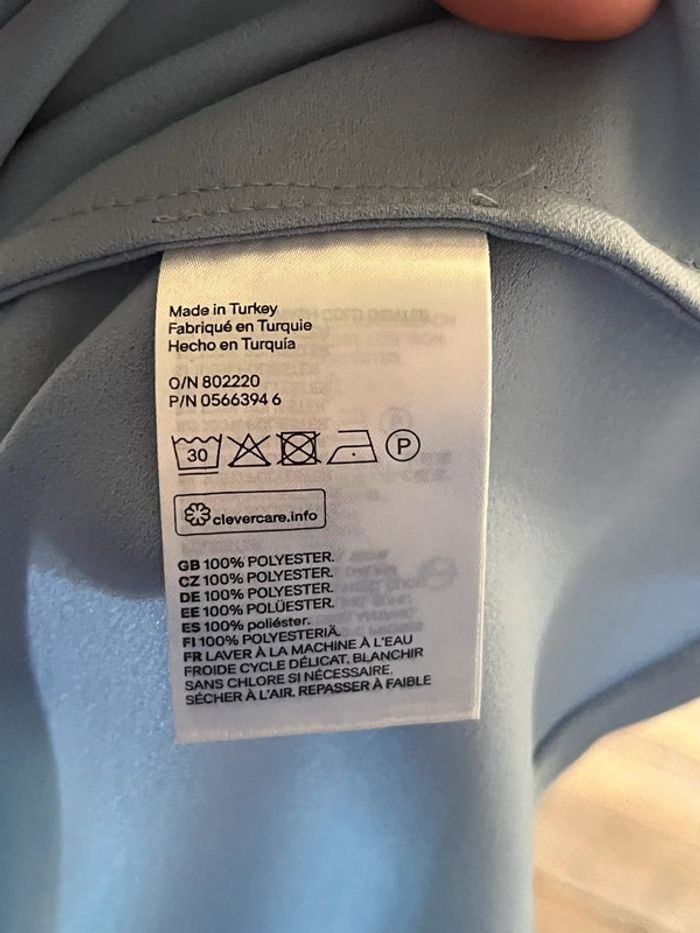 Made in Turkey
Fabriqué en Turquie
Hecho en Turquía
O/N 802220
P/N 0566394 6
30
P
clevercare.info
GB 100% POLYESTER.
CZ 100% POLYESTER.
DE 100% POLYESTER.
EE 100% POLÜESTER.
ES 100% poliéster.
FI 100% POLYESTERIÄ.
FR LAVER À LA MACHINE À L'EAU
FROIDE CYCLE DÉLICAT. BLANCHIR
SANS CHLORE SI NÉCESSAIRE.
SÉCHER À L'AIR. REPASSER À FAIBLE